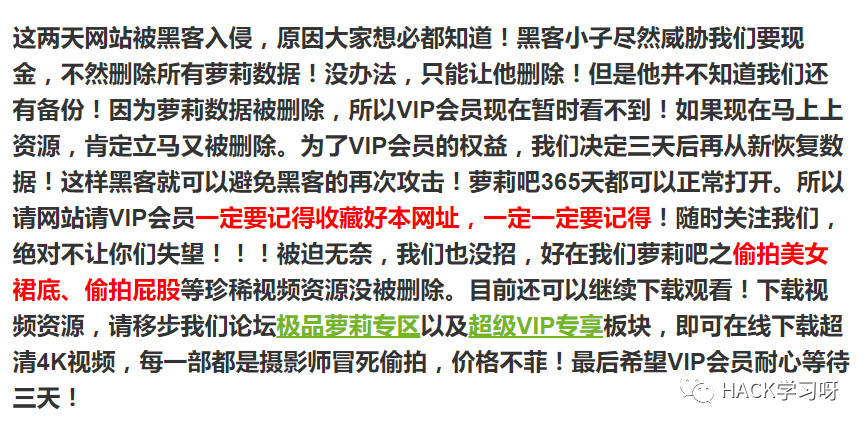 这两天网站被黑客入侵，原因大家想必都知道！黑客小子尽然威胁我们要现
金，不然删除所有萝莉数据！没办法，只能让他删除！但是他并不知道我们还
有备份！因为萝莉数据被删除，所以VIP会员现在暂时看不到！如果现在马上上
资源，肯定立马又被删除。为了VIP会员的权益，我们决定三天后再从新恢复数
据！这样黑客就可以避免黑客的再次攻击！萝莉吧365天都可以正常打开。所以
请网站请VIP会员一定要记得收藏好本网址，一定一定要记得！随时关注我们，
绝对不让你们失望！！！被迫无奈，我们也没招，好在我们萝莉吧之偷拍美女
裙底、偷拍屁股等珍稀视频资源没被删除。目前还可以继续下载观看！下载视
频资源，请移步我们论坛极品萝莉专区以及超级VIP专享板块，即可在线下载超
清4K视频，每一部都是摄影师冒死偷拍，价格不菲！最后希望VIP会员耐心等待
三天！
HACK学习呀